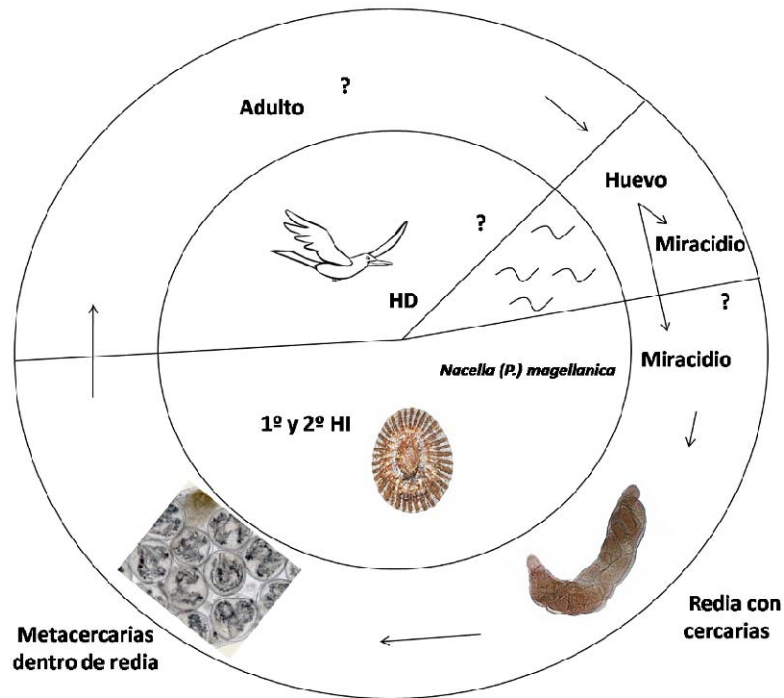 Adulto
?
Huevo
Miracidio
?
HD
?
Miracidio
Nacella (P.) magellanica
1º y 2º HI
Redia con
cercarias
Metacercarias
dentro de redia